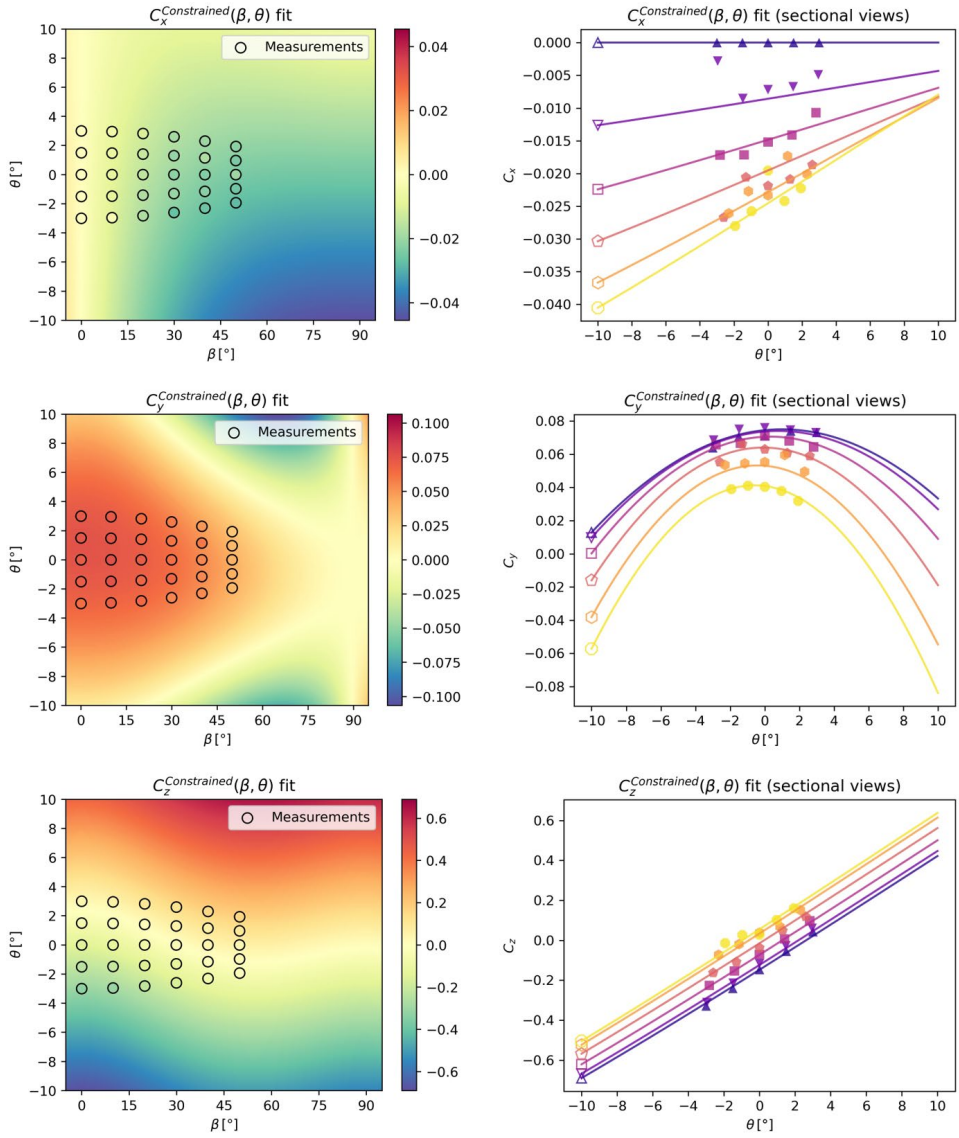 C_x^{Constrained}(β, θ) fit
Measurements
10
8
6
4
2
0
−2
−4
−6
−8
−10
θ [°]
0 15 30 45 60 75 90
β [°]
0.04
0.02
0.00
−0.02
−0.04
C_x^{Constrained}(β, θ) fit (sectional views)
0.000
−0.005
−0.010
−0.015
−0.020
−0.025
−0.030
−0.035
−0.040
C_x
−10 −8 −6 −4 −2 0 2 4 6 8 10
θ [°]
C_y^{Constrained}(β, θ) fit
Measurements
10
8
6
4
2
0
−2
−4
−6
−8
−10
θ [°]
0 15 30 45 60 75 90
β [°]
0.100
0.075
0.050
0.025
0.000
−0.025
−0.050
−0.075
−0.100
C_y^{Constrained}(β, θ) fit (sectional views)
0.08
0.06
0.04
0.02
0.00
−0.02
−0.04
−0.06
−0.08
C_y
−10 −8 −6 −4 −2 0 2 4 6 8 10
θ [°]
C_z^{Constrained}(β, θ) fit
Measurements
10
8
6
4
2
0
−2
−4
−6
−8
−10
θ [°]
0 15 30 45 60 75 90
β [°]
0.6
0.4
0.2
0.0
−0.2
−0.4
−0.6
C_z^{Constrained}(β, θ) fit (sectional views)
0.6
0.4
0.2
0.0
−0.2
−0.4
−0.6
C_z
−10 −8 −6 −4 −2 0 2 4 6 8 10
θ [°]